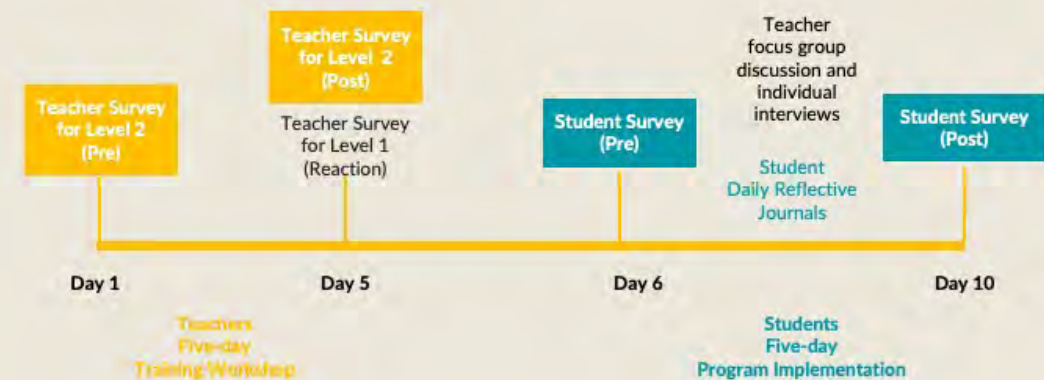 Teacher Survey
for Level 2
(Pre)
Teacher Survey
for Level 2
(Post)
Teacher Survey
for Level 1
(Reaction)
Student Survey
(Pre)
Teacher
focus group
discussion and
individual
interviews
Student
Daily Reflective
Journals
Student Survey
(Post)
Day 1
Day 5
Day 6
Day 10
Teachers
Five-day
Training Workshop
Students
Five-day
Program Implementation